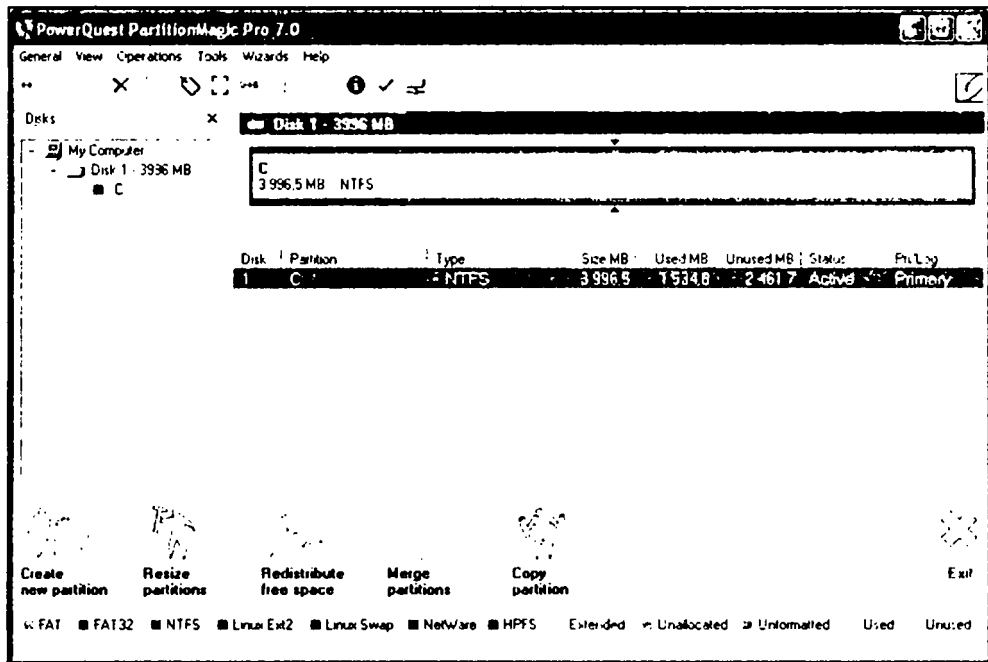 PowerQuest PartitionMagic Pro 7.0
General View Operations Tools Wizards Help
Disks
Disk 1 - 3996 MB
My Computer
Disk 1 - 3996 MB
C
C
3 996,5 MB NTFS
Disk Partition Type Size MB Used MB Unused MB Status Pri/Log
1 C NTFS 3 996,5 1 534,8 2 461,7 Active Primary
Create new partition
Resize partitions
Redistribute free space
Merge partitions
Copy partition
Exit
FAT FAT32 NTFS Linux Ext2 Linux Swap NetWare HPFS Extended Unallocated Unformatted Used Unused